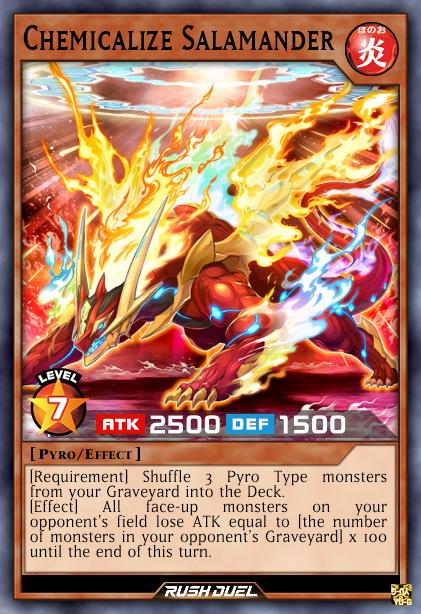 Chemicalize Salamander
ほのお
炎
LEVEL
7
ATK 2500 DEF 1500
[Pyro/Effect]
[Requirement] Shuffle 3 Pyro Type monsters
from your Graveyard into the Deck.
[Effect] All face-up monsters on your
opponent's field lose ATK equal to [the number
of monsters in your opponent's Graveyard] x 100
until the end of this turn.
RUSH DUEL